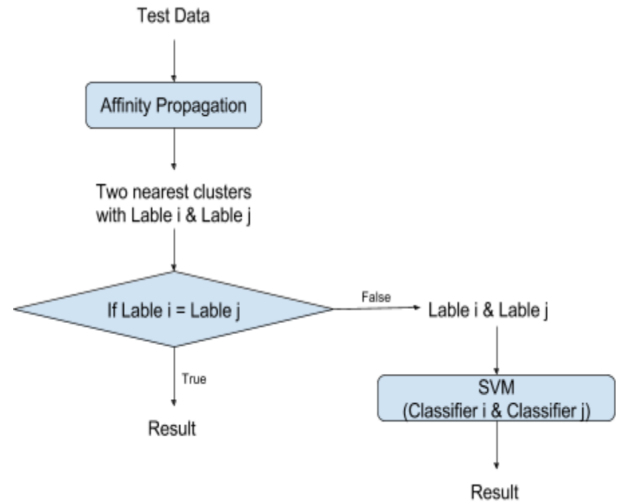 Test Data
Affinity Propagation
Two nearest clusters
with Lable i & Lable j
If Lable i = Lable j
False
Lable i & Lable j
True
SVM
(Classifier i & Classifier j)
Result
Result